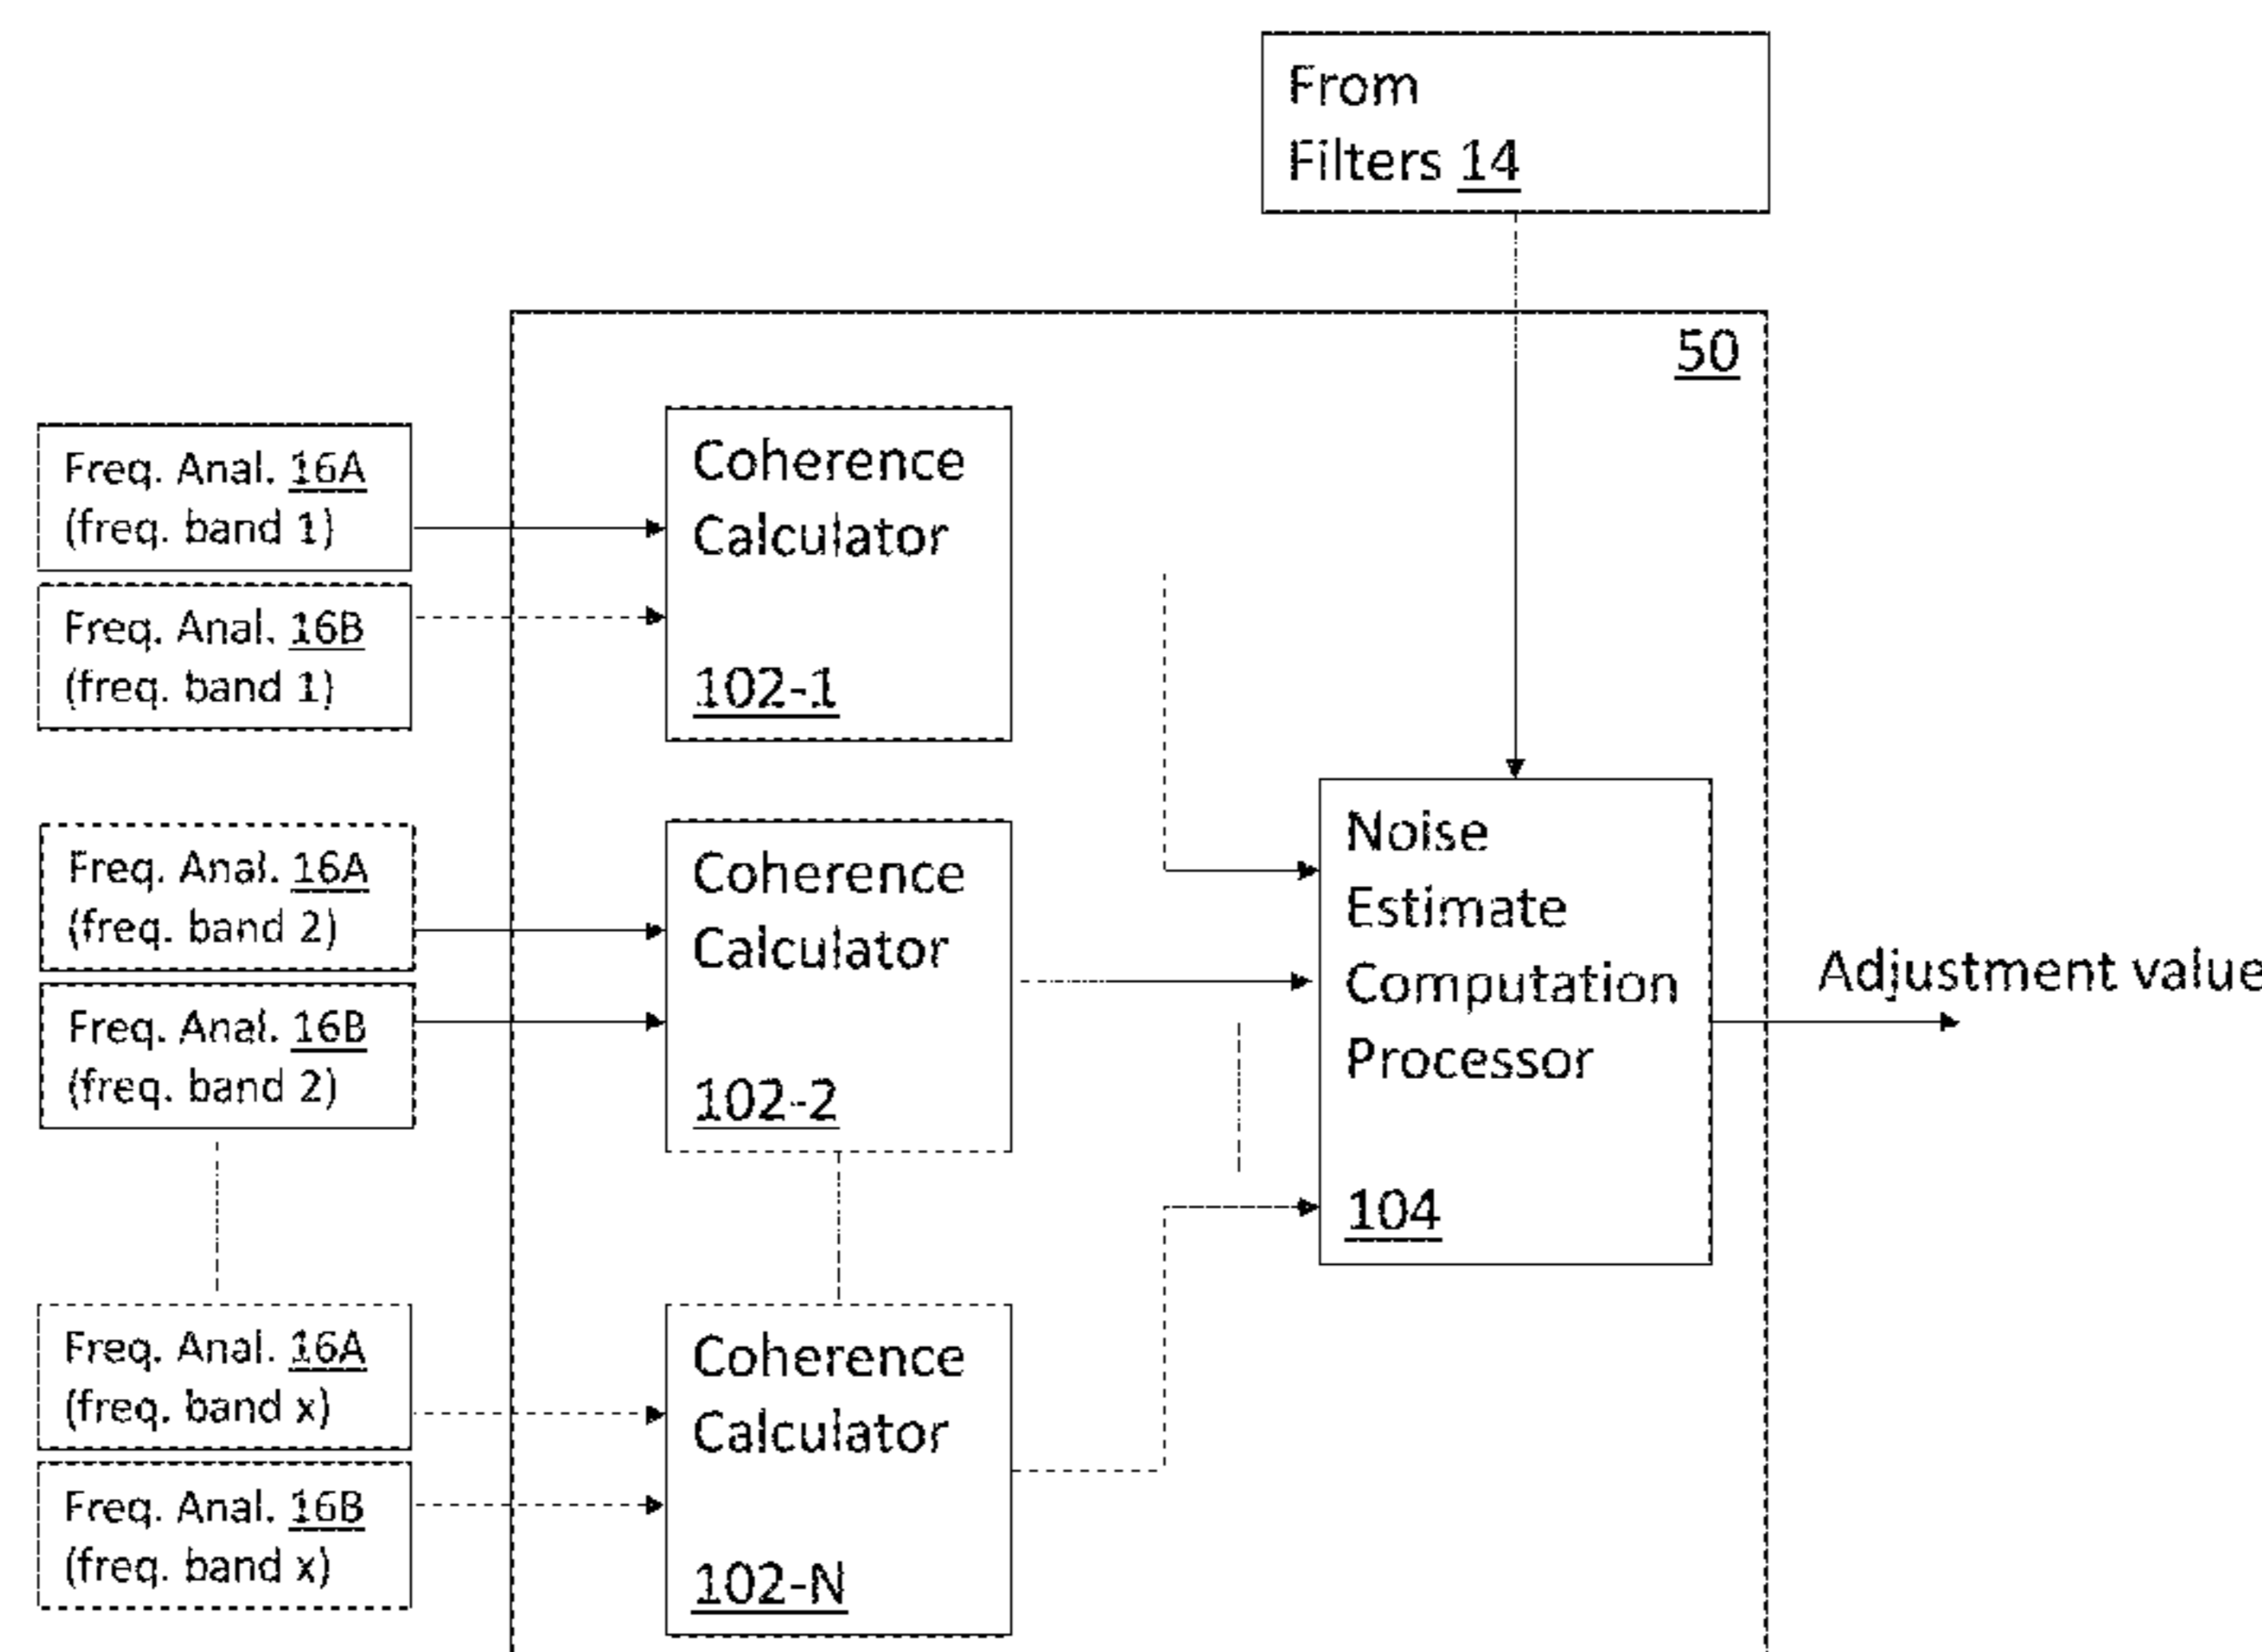 From
Filters 14
50
Freq. Anal. 16A
(freq. band 1)
Freq. Anal. 16B
(freq. band 1)
Coherence
Calculator
102-1
Freq. Anal. 16A
(freq. band 2)
Freq. Anal. 16B
(freq. band 2)
Coherence
Calculator
102-2
Noise
Estimate
Computation
Processor
104
Adjustment value
Freq. Anal. 16A
(freq. band x)
Freq. Anal. 16B
(freq. band x)
Coherence
Calculator
102-N